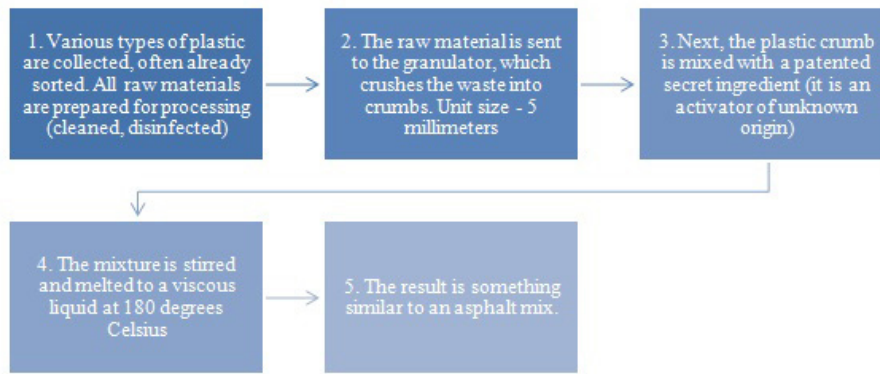 1. Various types of plastic
are collected, often already
sorted. All raw materials
are prepared for processing
(cleaned, disinfected)
2. The raw material is sent
to the granulator, which
crushes the waste into
crumbs. Unit size - 5
millimeters
3. Next, the plastic crumb
is mixed with a patented
secret ingredient (it is an
activator of unknown
origin)
4. The mixture is stirred
and melted to a viscous
liquid at 180 degrees
Celsius
5. The result is something
similar to an asphalt mix.